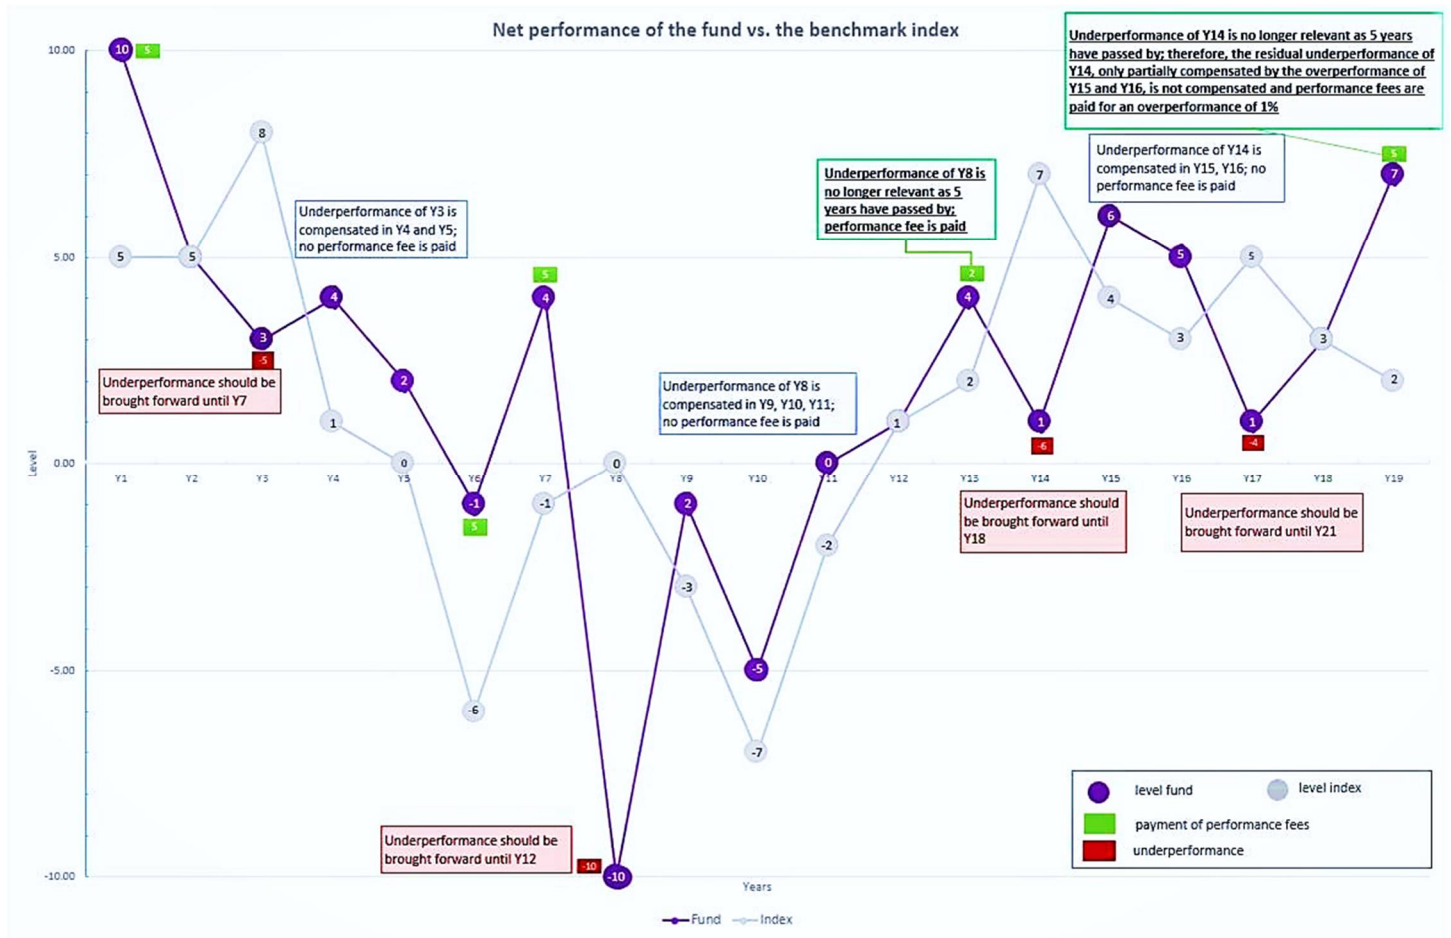 Net performance of the fund vs. the benchmark index
Underperformance of Y14 is no longer relevant as 5 years
have passed by; therefore, the residual underperformance of
Y14, only partially compensated by the overperformance of
Y15 and Y16, is not compensated and performance fees are
paid for an overperformance of 1%
10.00
10
5
Underperformance of Y14 is
compensated in Y15, Y16; no
performance fee is paid
5
7
Underperformance of Y8 is
no longer relevant as 5
years have passed by;
performance fee is paid
7
8
Underperformance of Y3 is
compensated in Y4 and Y5;
no performance fee is paid
6
5.00
5
5
5
5
5
2
4
4
4
4
3
-5
3
3
3
Underperformance should be
brought forward until Y7
2
Underperformance of Y8 is
compensated in Y9, Y10, Y11;
no performance fee is paid
2
2
1
1
1
-6
1
-4
Level
0.00
0
0
0
Y1
Y2
Y3
Y4
Y5
Y6
Y7
Y8
Y9
Y10
Y11
Y12
Y13
Y14
Y15
Y16
Y17
Y18
Y19
-1
5
-1
2
Underperformance should
be brought forward until
Y18
Underperformance should be
brought forward until Y21
-2
-3
-5.00
-5
-6
-7
level fund
level index
payment of performance fees
underperformance
Underperformance should be
brought forward until Y12
-10
-10
-10.00
Years
Fund
Index